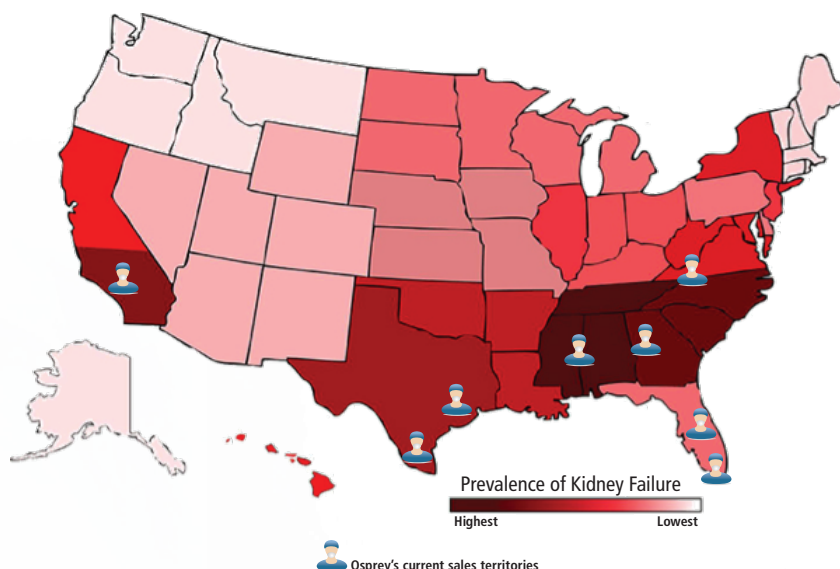 Prevalence of Kidney Failure
Highest Lowest
Osprey's current sales territories